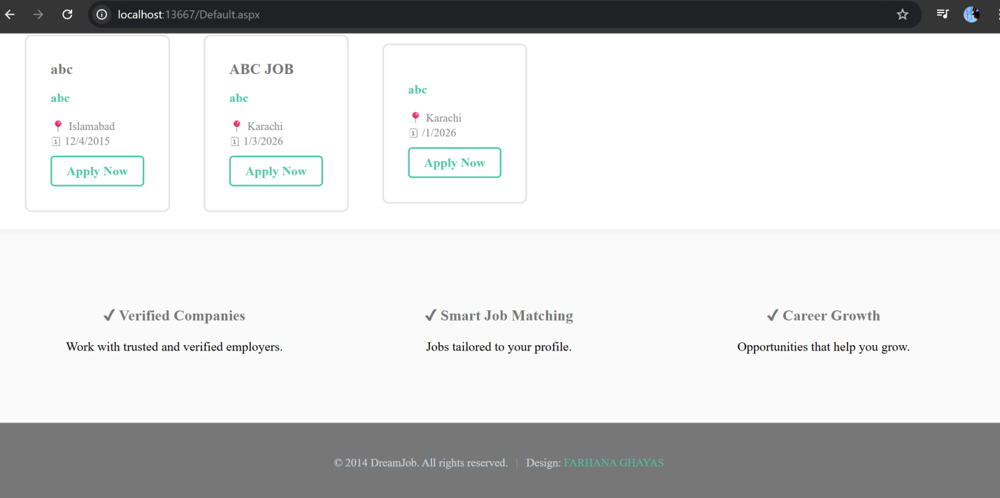 localhost:13667/Default.aspx
abc
abc
📍 Islamabad
🗓 12/4/2015
Apply Now
ABC JOB
abc
📍 Karachi
🗓 1/3/2026
Apply Now
abc
📍 Karachi
🗓 /1/2026
Apply Now
✔ Verified Companies
Work with trusted and verified employers.
✔ Smart Job Matching
Jobs tailored to your profile.
✔ Career Growth
Opportunities that help you grow.
© 2014 DreamJob. All rights reserved. | Design: FARHANA GHAYAS